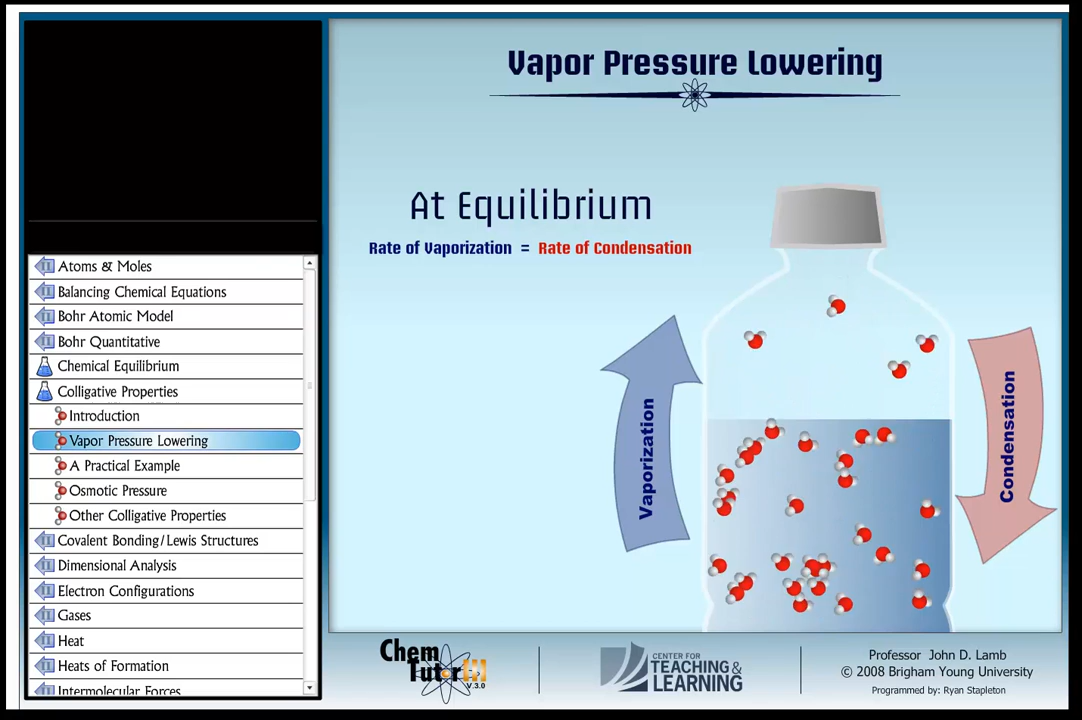 Vapor Pressure Lowering
At Equilibrium
Rate of Vaporization = Rate of Condensation
Vaporization
Condensation
Atoms & Moles
Balancing Chemical Equations
Bohr Atomic Model
Bohr Quantitative
Chemical Equilibrium
Colligative Properties
Introduction
Vapor Pressure Lowering
A Practical Example
Osmotic Pressure
Other Colligative Properties
Covalent Bonding/Lewis Structures
Dimensional Analysis
Electron Configurations
Gases
Heat
Heats of Formation
Intermolecular Forces
Chem
Tutor
V.3.0
CENTER FOR
TEACHING &
LEARNING
Professor John D. Lamb
© 2008 Brigham Young University
Programmed by: Ryan Stapleton